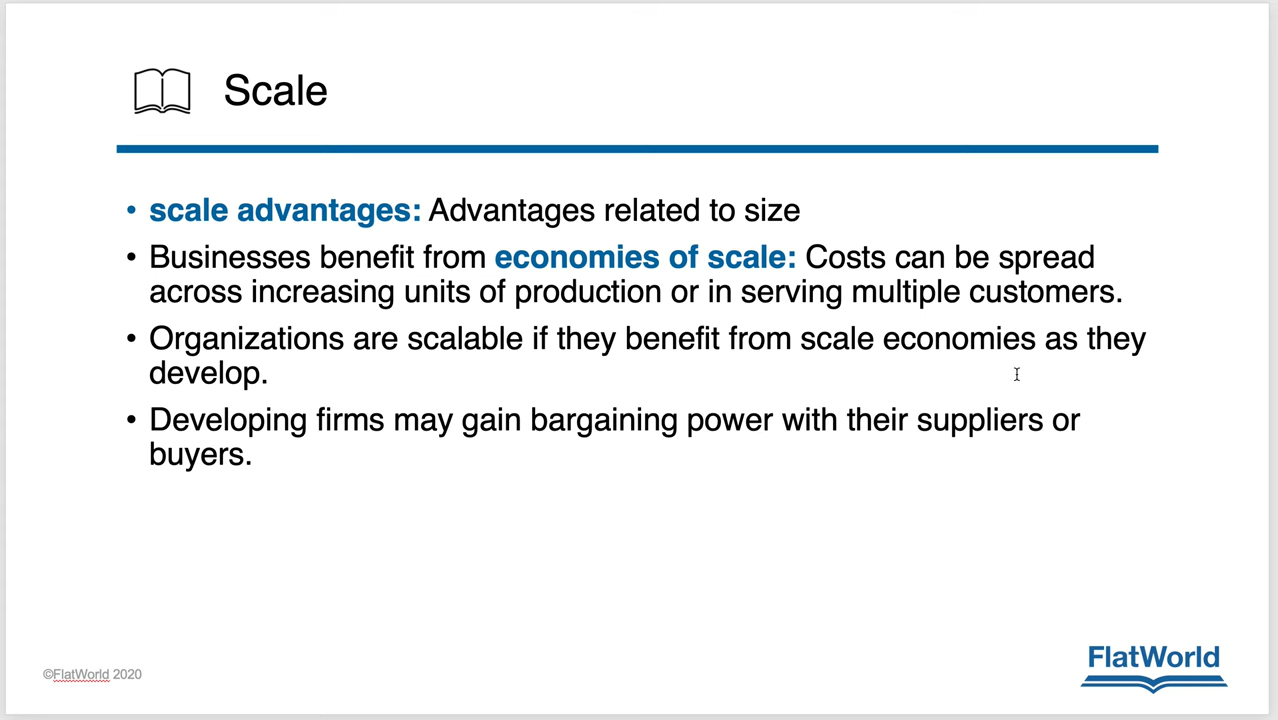 Scale
• scale advantages: Advantages related to size
• Businesses benefit from economies of scale: Costs can be spread
across increasing units of production or in serving multiple customers.
• Organizations are scalable if they benefit from scale economies as they
develop.
• Developing firms may gain bargaining power with their suppliers or
buyers.
©FlatWorld 2020
FlatWorld